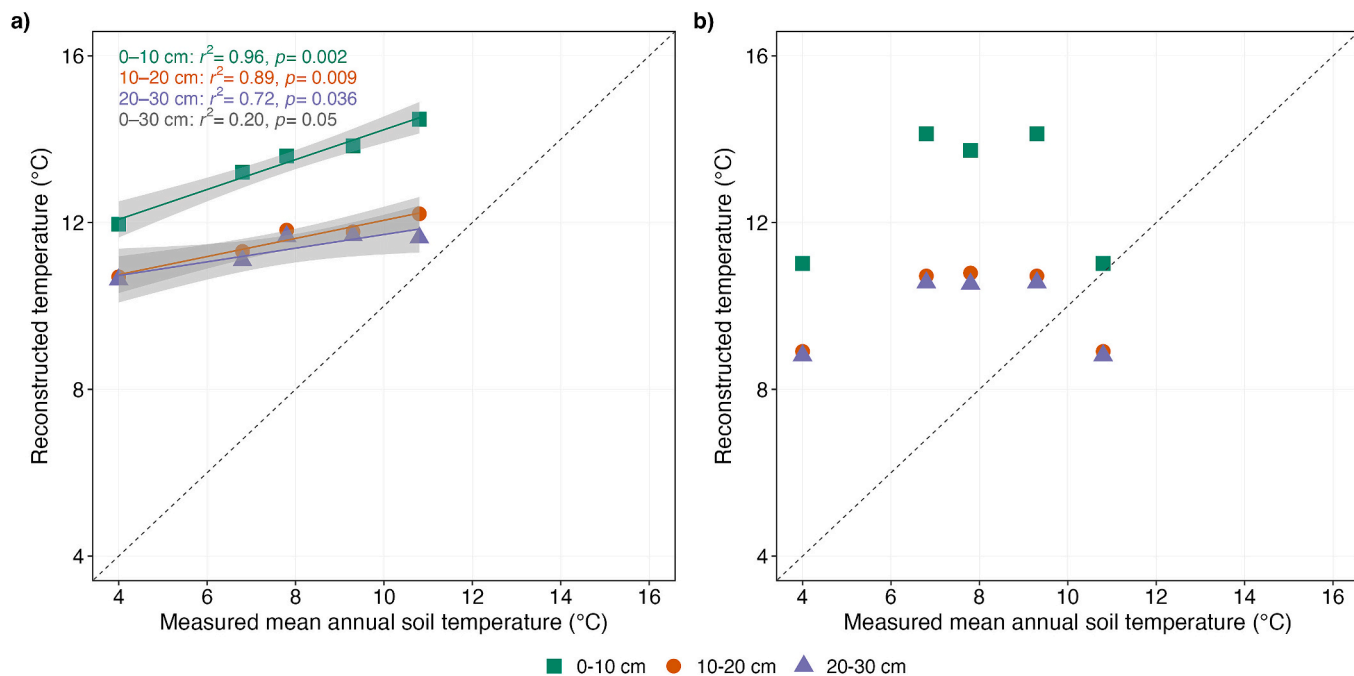 a)
0–10 cm: r² = 0.96, p = 0.002
10–20 cm: r² = 0.89, p = 0.009
20–30 cm: r² = 0.72, p = 0.036
0–30 cm: r² = 0.20, p = 0.05
16
12
8
4
Reconstructed temperature (°C)
4 6 8 10 12 14 16
Measured mean annual soil temperature (°C)
b)
16
12
8
4
Reconstructed temperature (°C)
4 6 8 10 12 14 16
Measured mean annual soil temperature (°C)
0-10 cm 10-20 cm 20-30 cm